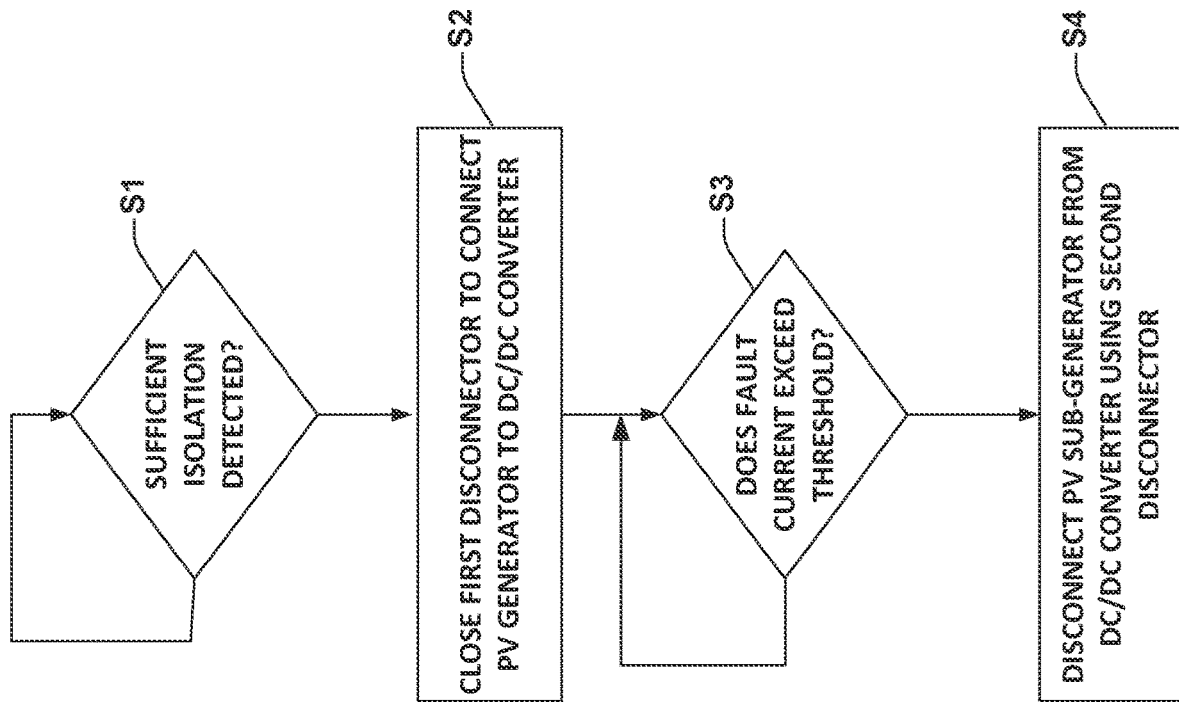 S1
SUFFICIENT
ISOLATION
DETECTED?
S2
CLOSE FIRST DISCONNECTOR TO CONNECT
PV GENERATOR TO DC/DC CONVERTER
S3
DOES FAULT
CURRENT EXCEED
THRESHOLD?
S4
DISCONNECT PV SUB-GENERATOR FROM
DC/DC CONVERTER USING SECOND
DISCONNECTOR